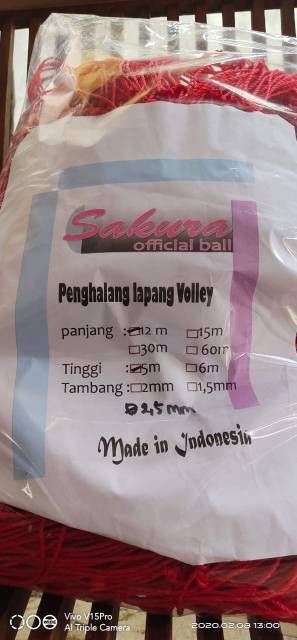 Sakura
official ball
Penghalang lapang Volley
panjang : 12 m 15m
30m 60m
Tinggi : 5m 6m
Tambang : 2mm 1,5mm
2,5 mm
Made in Indonesia
Vivo V15Pro
AI Triple Camera
2020.02.08 13:00